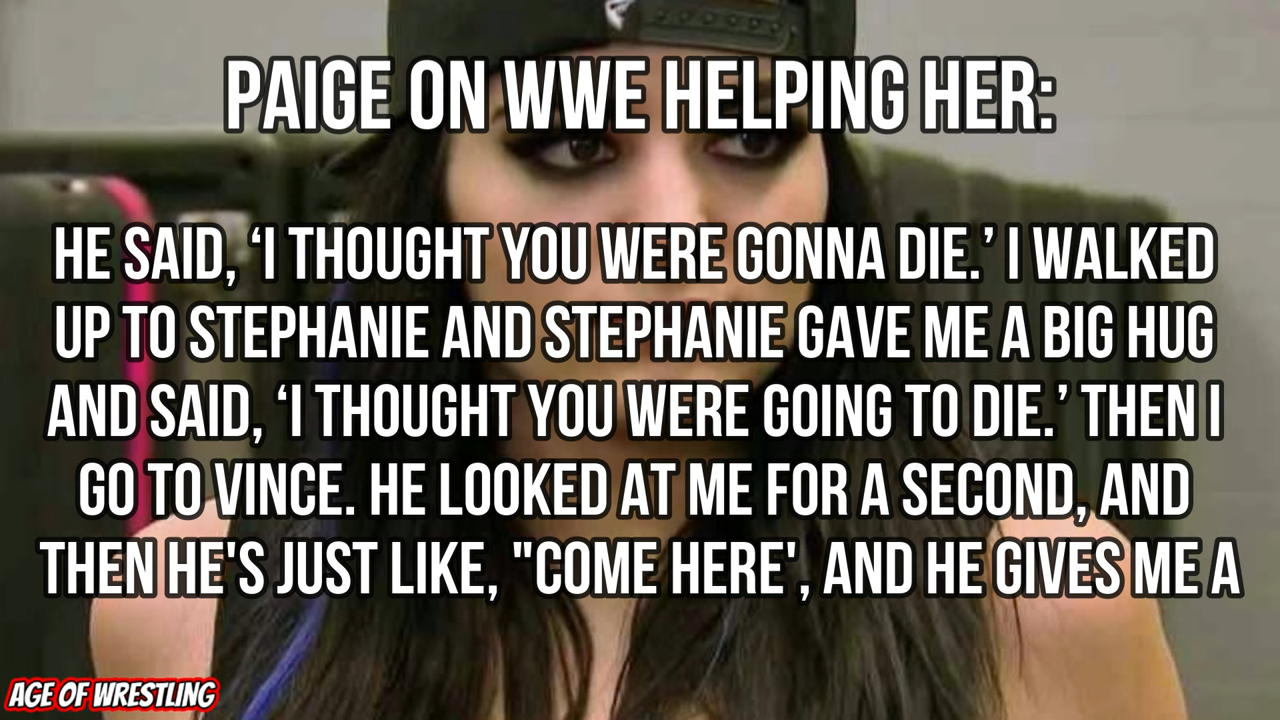 PAIGE ON WWE HELPING HER:
HE SAID, ‘I THOUGHT YOU WERE GONNA DIE.’ I WALKED
UP TO STEPHANIE AND STEPHANIE GAVE ME A BIG HUG
AND SAID, ‘I THOUGHT YOU WERE GOING TO DIE.’ THEN I
GO TO VINCE. HE LOOKED AT ME FOR A SECOND, AND
THEN HE'S JUST LIKE, "COME HERE', AND HE GIVES ME A
AGE OF WRESTLING